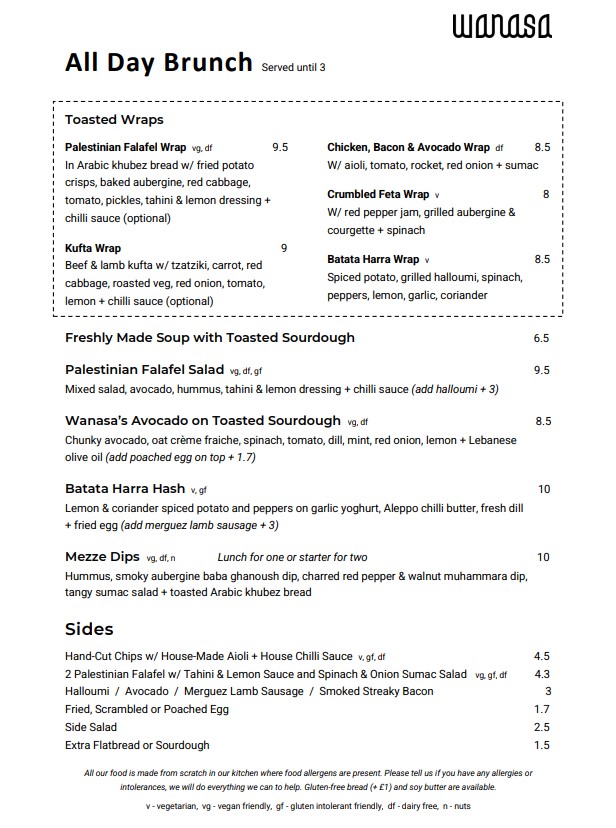 wanasa
All Day Brunch Served until 3
Toasted Wraps
Palestinian Falafel Wrap vg, df 9.5
In Arabic khubez bread w/ fried potato
crisps, baked aubergine, red cabbage,
tomato, pickles, tahini & lemon dressing +
chilli sauce (optional)
Kufta Wrap 9
Beef & lamb kufta w/ tzatziki, carrot, red
cabbage, roasted veg, red onion, tomato,
lemon + chilli sauce (optional)
Chicken, Bacon & Avocado Wrap df 8.5
W/ aioli, tomato, rocket, red onion + sumac
Crumbled Feta Wrap v 8
W/ red pepper jam, grilled aubergine &
courgette + spinach
Batata Harra Wrap v 8.5
Spiced potato, grilled halloumi, spinach,
peppers, lemon, garlic, coriander
Freshly Made Soup with Toasted Sourdough 6.5
Palestinian Falafel Salad vg, df, gf 9.5
Mixed salad, avocado, hummus, tahini & lemon dressing + chilli sauce (add halloumi + 3)
Wanasa's Avocado on Toasted Sourdough vg, df 8.5
Chunky avocado, oat crème fraiche, spinach, tomato, dill, mint, red onion, lemon + Lebanese
olive oil (add poached egg on top + 1.7)
Batata Harra Hash v, gf 10
Lemon & coriander spiced potato and peppers on garlic yoghurt, Aleppo chilli butter, fresh dill
+ fried egg (add merguez lamb sausage + 3)
Mezze Dips vg, df, n Lunch for one or starter for two 10
Hummus, smoky aubergine baba ghanoush dip, charred red pepper & walnut muhammara dip,
tangy sumac salad + toasted Arabic khubez bread
Sides
Hand-Cut Chips w/ House-Made Aioli + House Chilli Sauce v, gf, df 4.5
2 Palestinian Falafel w/ Tahini & Lemon Sauce and Spinach & Onion Sumac Salad vg, gf, df 4.3
Halloumi / Avocado / Merguez Lamb Sausage / Smoked Streaky Bacon 3
Fried, Scrambled or Poached Egg 1.7
Side Salad 2.5
Extra Flatbread or Sourdough 1.5
All our food is made from scratch in our kitchen where food allergens are present. Please tell us if you have any allergies or
intolerances, we will do everything we can to help. Gluten-free bread (+ £1) and soy butter are available.
v - vegetarian, vg - vegan friendly, gf - gluten intolerant friendly, df - dairy free, n - nuts